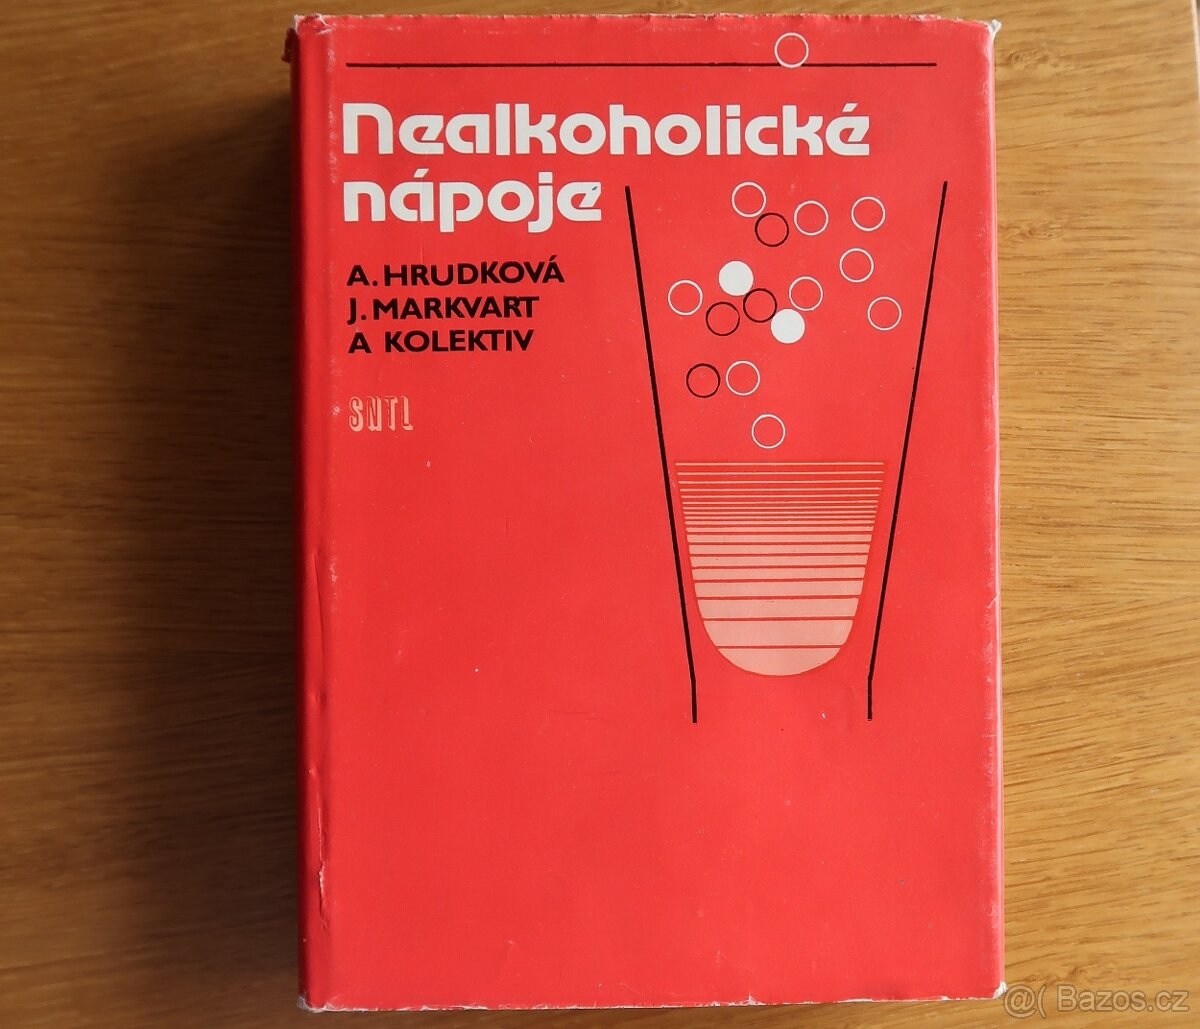 Nealkoholické
nápoje
A. HRUDKOVÁ
J. MARKVART
A KOLEKTIV
SNTL
@( Bazos.cz